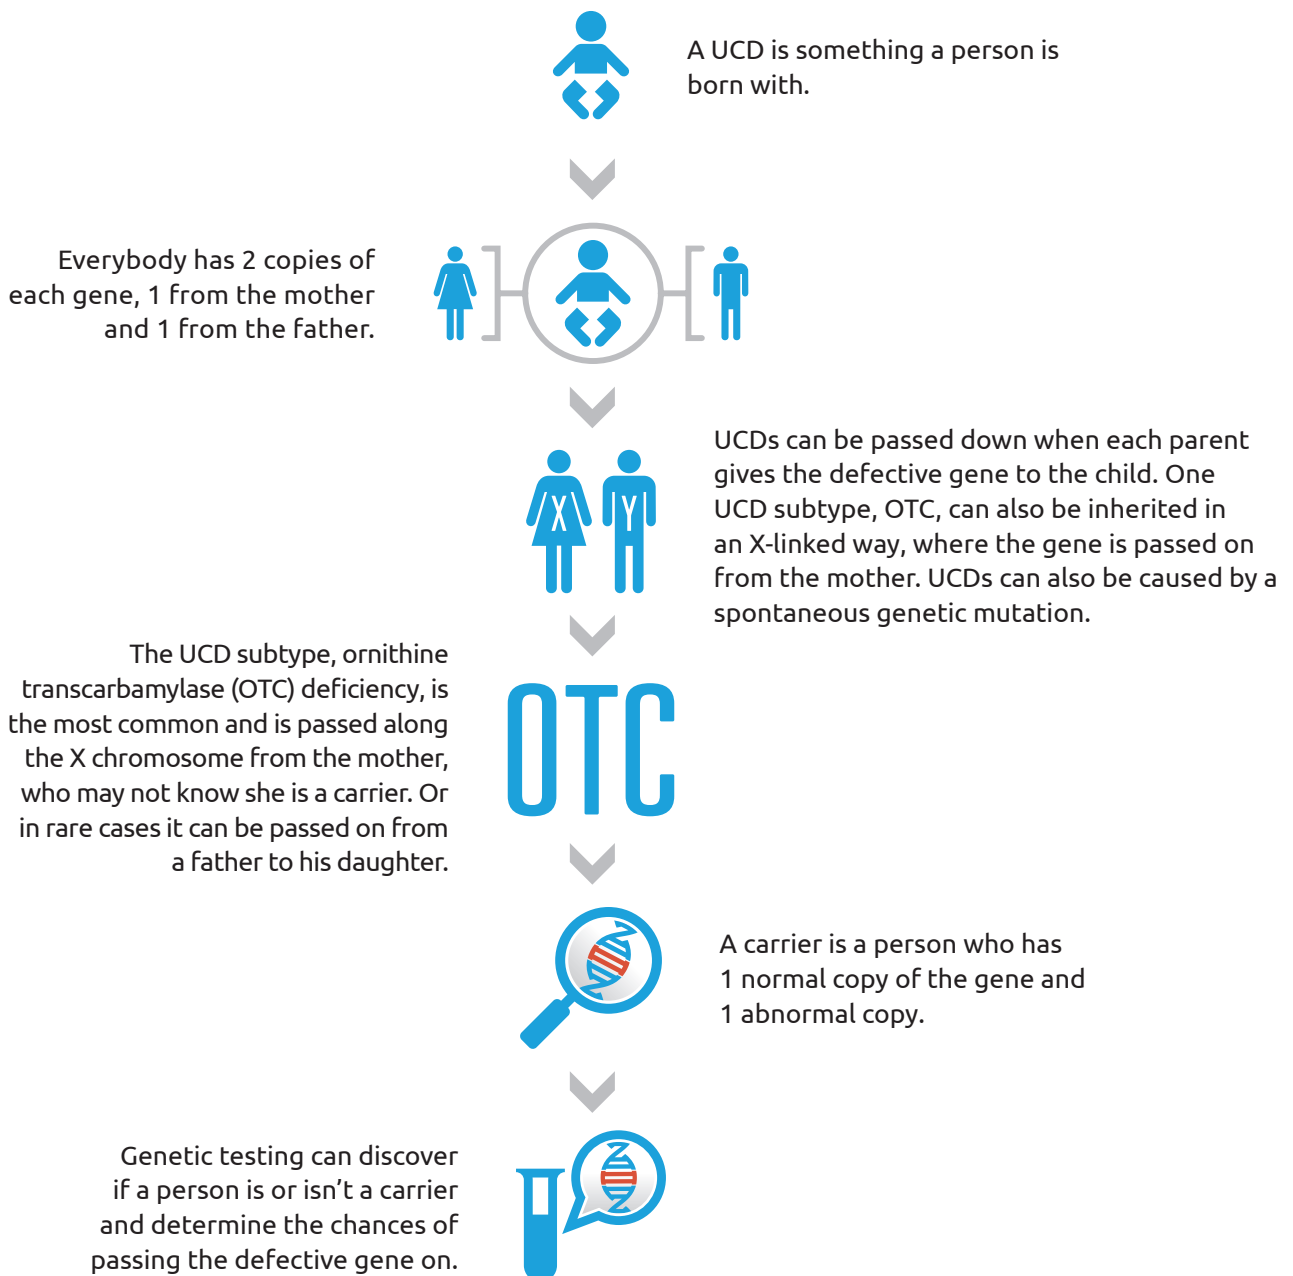 A UCD is something a person is
born with.
Everybody has 2 copies of
each gene, 1 from the mother
and 1 from the father.
X Y
UCDs can be passed down when each parent
gives the defective gene to the child. One
UCD subtype, OTC, can also be inherited in
an X-linked way, where the gene is passed on
from the mother. UCDs can also be caused by a
spontaneous genetic mutation.
The UCD subtype, ornithine
transcarbamylase (OTC) deficiency, is
the most common and is passed along
the X chromosome from the mother,
who may not know she is a carrier. Or
in rare cases it can be passed on from
a father to his daughter.
OTC
A carrier is a person who has
1 normal copy of the gene and
1 abnormal copy.
Genetic testing can discover
if a person is or isn’t a carrier
and determine the chances of
passing the defective gene on.